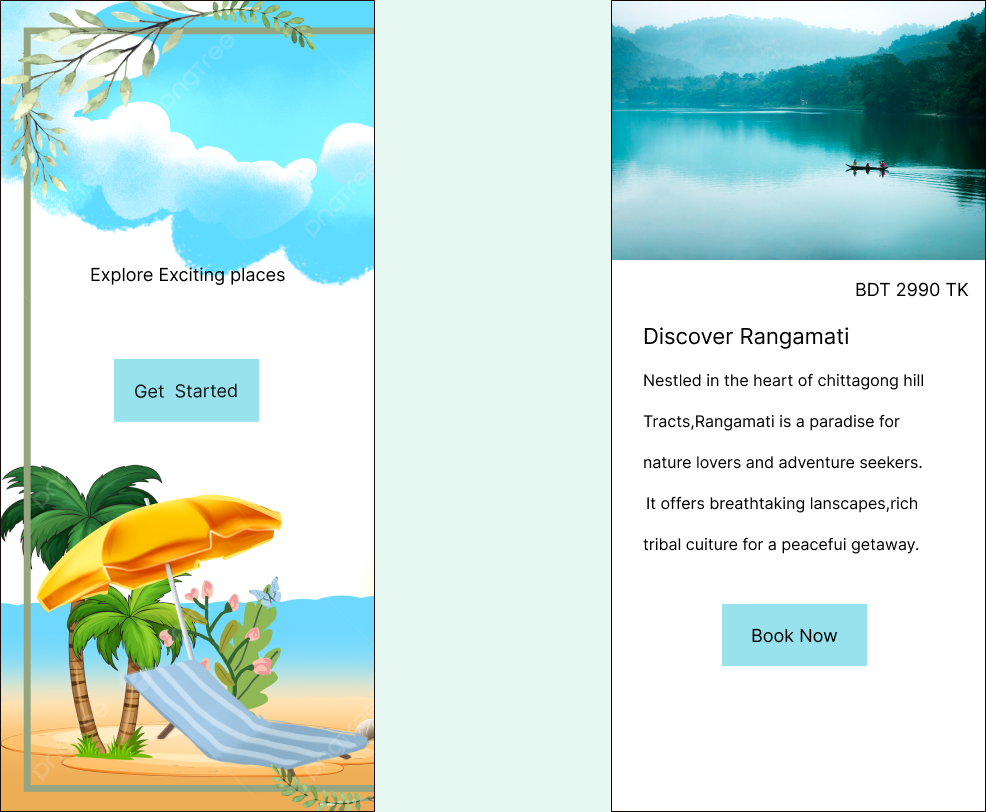 Explore Exciting places
Get  Started
BDT 2990 TK
Discover Rangamati
Nestled in the heart of chittagong hill
Tracts,Rangamati is a paradise for
nature lovers and adventure seekers.
It offers breathtaking lanscapes,rich
tribal cuiture for a peacefui getaway.
Book Now